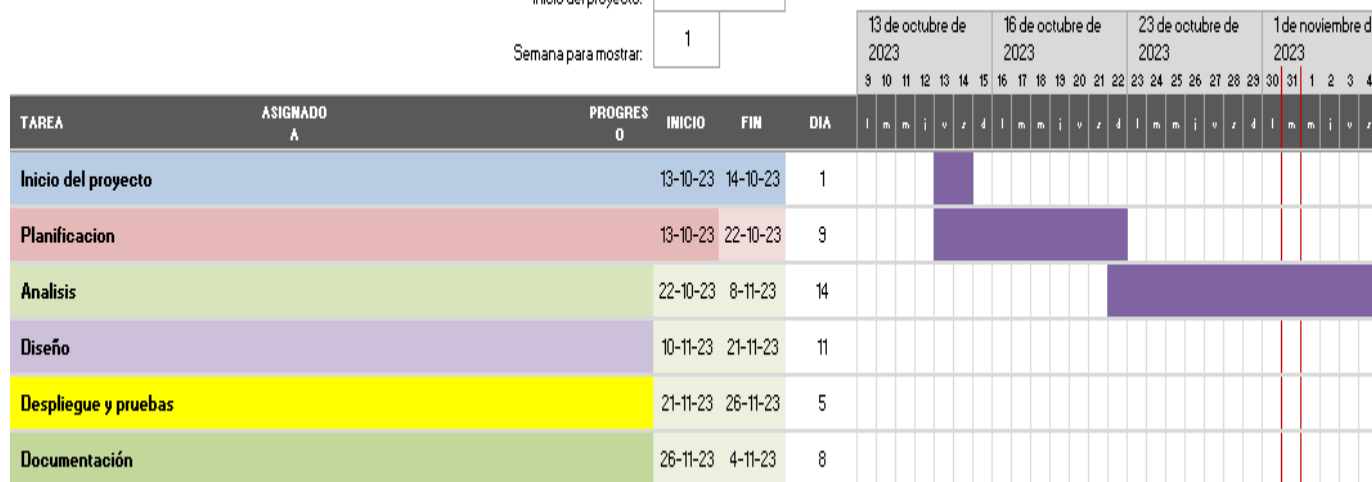 Inicio del proyecto:
Semana para mostrar: 1
13 de octubre de 2023 16 de octubre de 2023 23 de octubre de 2023 1 de noviembre d 2023
9 10 11 12 13 14 15 16 17 18 19 20 21 22 23 24 25 26 27 28 29 30 31 1 2 3 4
TAREA ASIGNADO A PROGRESO INICIO FIN DIA l m m j v s d l m m j v s d l m m j v s d l m m j v s
Inicio del proyecto 13-10-23 14-10-23 1
Planificacion 13-10-23 22-10-23 9
Analisis 22-10-23 8-11-23 14
Diseño 10-11-23 21-11-23 11
Despliegue y pruebas 21-11-23 26-11-23 5
Documentación 26-11-23 4-11-23 8